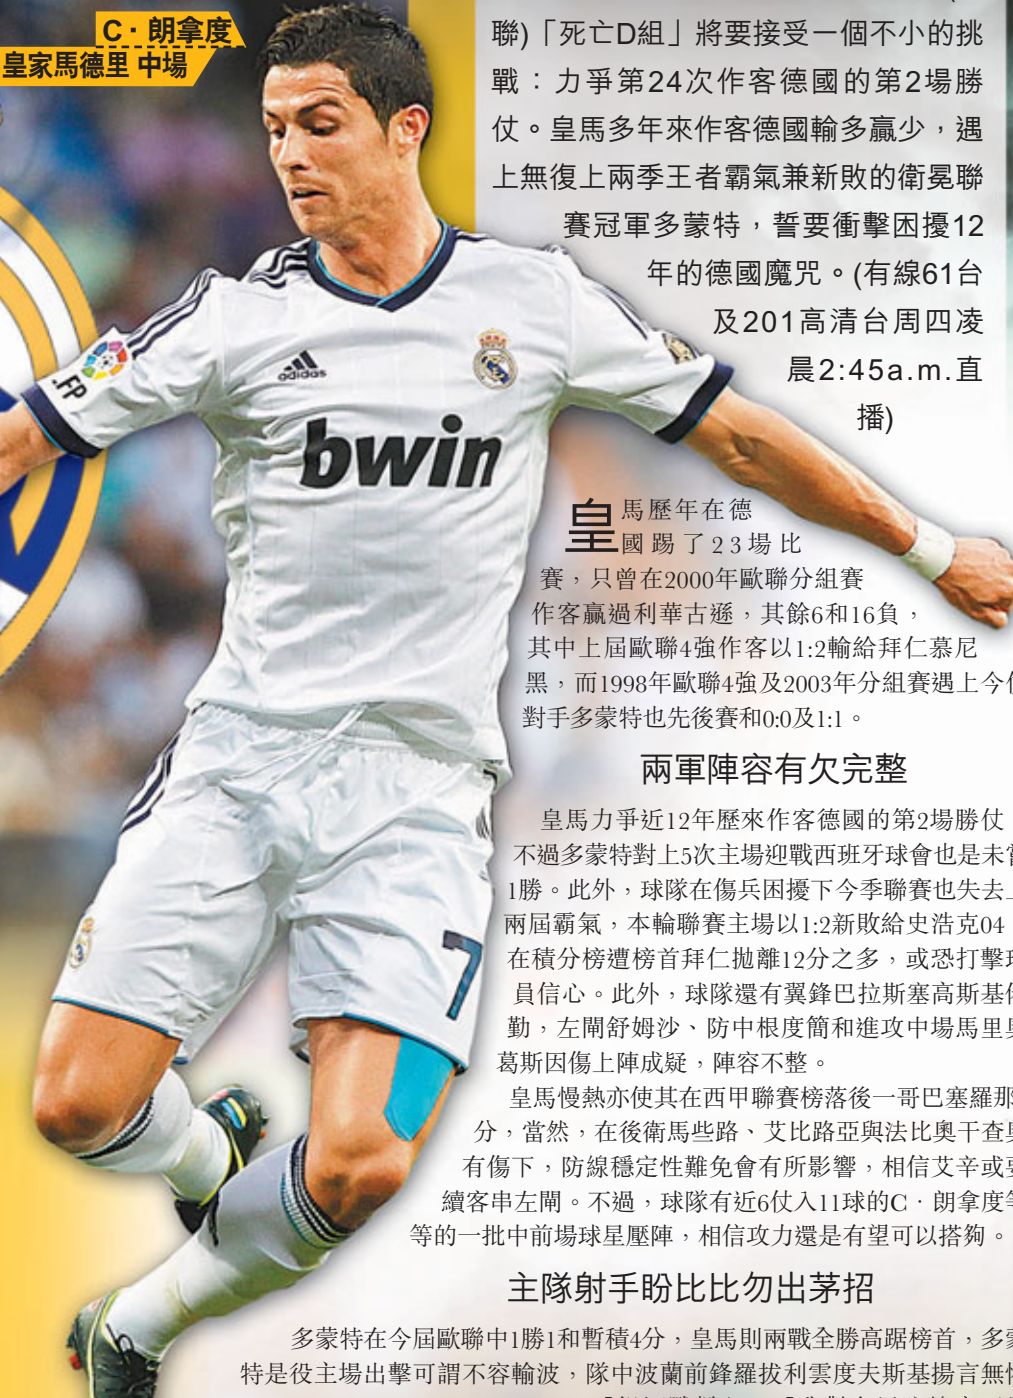 C·朗拿度
皇家馬德里 中場
聯)「死亡D組」將要接受一個不小的挑
戰：力爭第24次作客德國的第2場勝
仗。皇馬多年來作客德國輸多贏少，遇
上無復上兩季王者霸氣兼新敗的衛冕聯
賽冠軍多蒙特，誓要衝擊困擾12
年的德國魔咒。(有線61台
及201高清台周四凌
晨2:45a.m.直
播)
.FP
adidas
bwin
7
皇馬歷年在德
國踢了23場比
賽，只曾在2000年歐聯分組賽
作客贏過利華古遜，其餘6和16負，
其中上屆歐聯4強作客以1:2輸給拜仁慕尼
黑，而1998年歐聯4強及2003年分組賽遇上今
對手多蒙特也先後賽和0:0及1:1。
兩軍陣容有欠完整
皇馬力爭近12年歷來作客德國的第2場勝仗
不過多蒙特對上5次主場迎戰西班牙球會也是未
1勝。此外，球隊在傷兵困擾下今季聯賽也失去
兩屆霸氣，本輪聯賽主場以1:2新敗給史浩克04
在積分榜遭榜首拜仁拋離12分之多，或恐打擊
員信心。此外，球隊還有翼鋒巴拉斯塞高斯基
勤，左閘舒姆沙、防中根度簡和進攻中場馬里
葛斯因傷上陣成疑，陣容不整。
皇馬慢熱亦使其在西甲聯賽榜落後一哥巴塞羅那
分，當然，在後衛馬些路、艾比路亞與法比奧干查
有傷下，防線穩定性難免會有所影響，相信艾辛或
續客串左閘。不過，球隊有近6仗入11球的C·朗拿度
等的一批中前場球星壓陣，相信攻力還是有望可以搭夠。
主隊射手盼比比勿出茅招
多蒙特在今屆歐聯中1勝1和暫積4分，皇馬則兩戰全勝高踞榜首，多
特是役主場出擊可謂不容輸波，隊中波蘭前鋒羅拔利雲度夫斯基揚言無